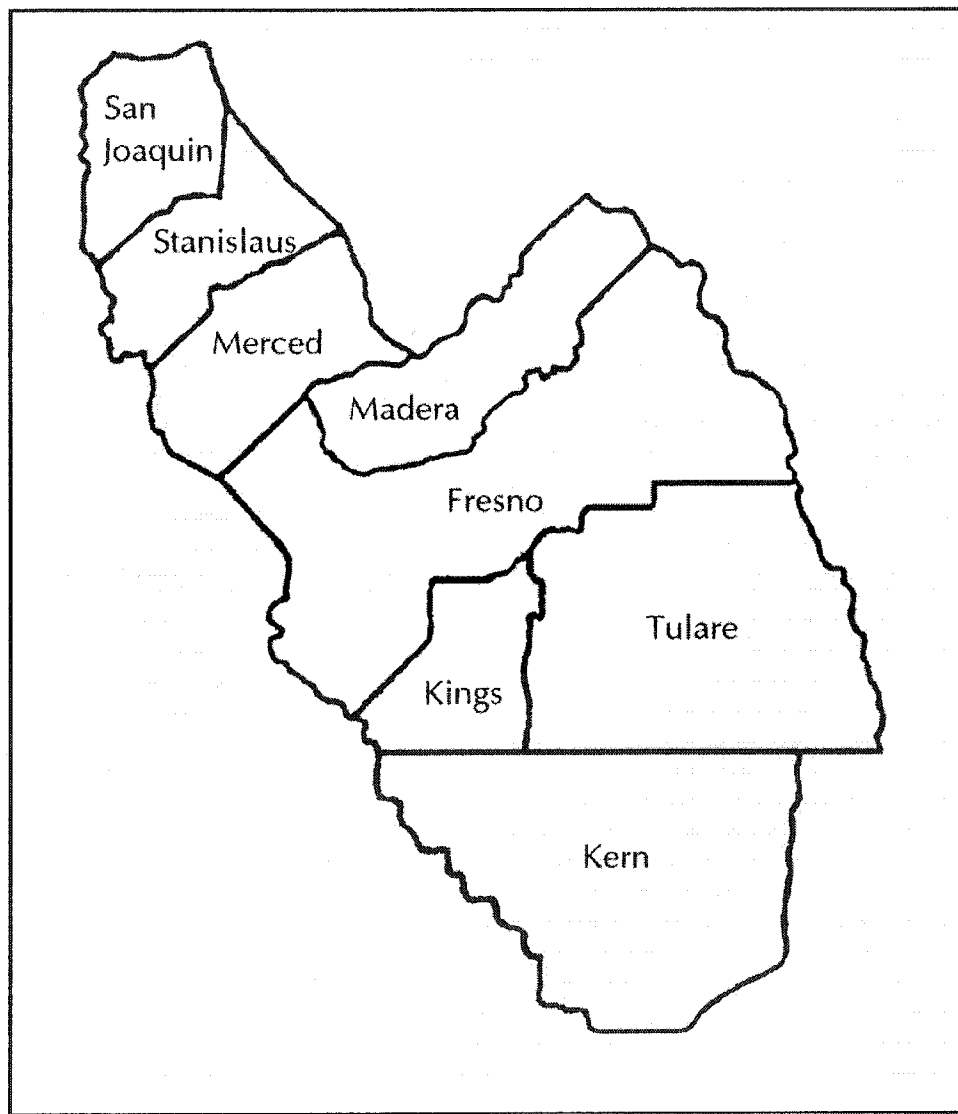 San
Joaquin
Stanislaus
Merced
Madera
Fresno
Tulare
Kings
Kern